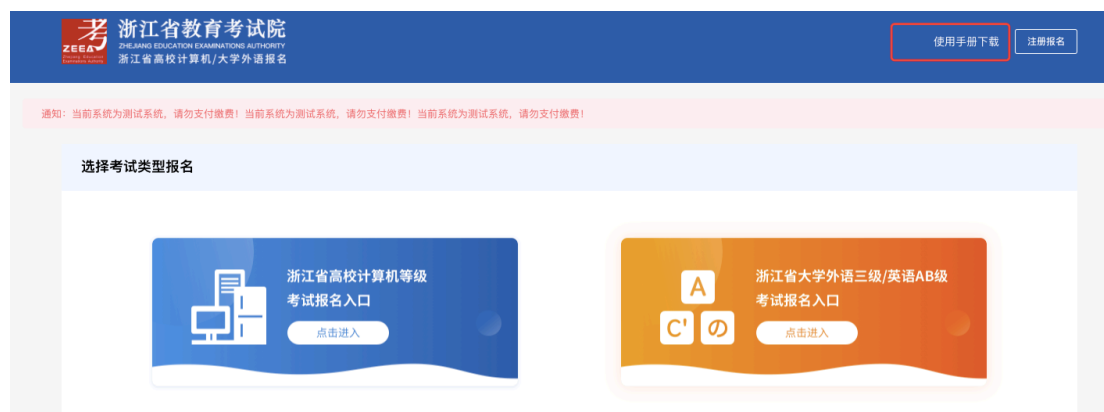 考
ZEEA
浙江省教育考试院
ZHEJIANG EDUCATION EXAMINATIONS AUTHORITY
浙江省高校计算机/大学外语报名
使用手册下载
注册报名
通知：当前系统为测试系统，请勿支付缴费！当前系统为测试系统，请勿支付缴费！当前系统为测试系统，请勿支付缴费！
选择考试类型报名
浙江省高校计算机等级
考试报名入口
点击进入
A
C' の
浙江省大学外语三级/英语AB级
考试报名入口
点击进入